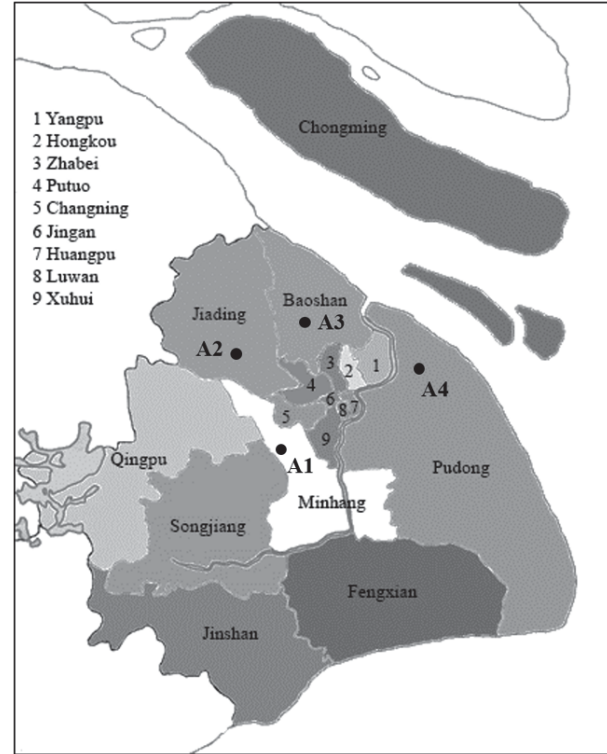 Chongming
1 Yangpu
2 Hongkou
3 Zhabei
4 Putuo
5 Changning
6 Jingan
7 Huangpu
8 Luwan
9 Xuhui
Baoshan
Jiading
A3
A2
3
2
1
A4
4
6
8
7
5
9
Qingpu
A1
Pudong
Minhang
Songjiang
Fengxian
Jinshan